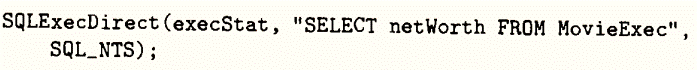 SQLExecDirect(execStat, "SELECT netWorth FROM MovieExec",
SQL_NTS);